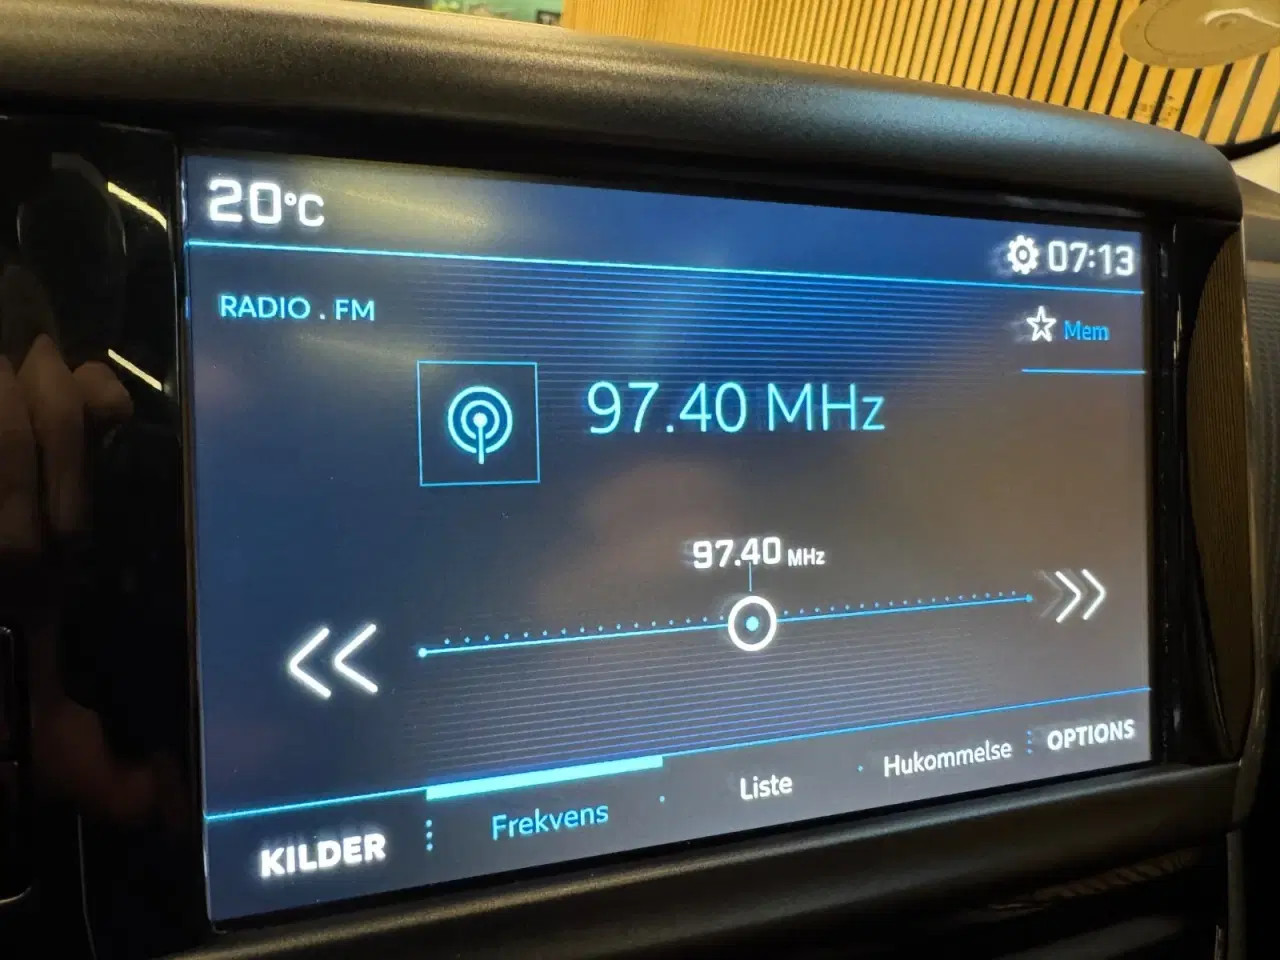 20°C
07:13
RADIO . FM
Mem
97.40 MHz
97.40 MHz
KILDER
Frekvens
Liste
Hukommelse
OPTIONS